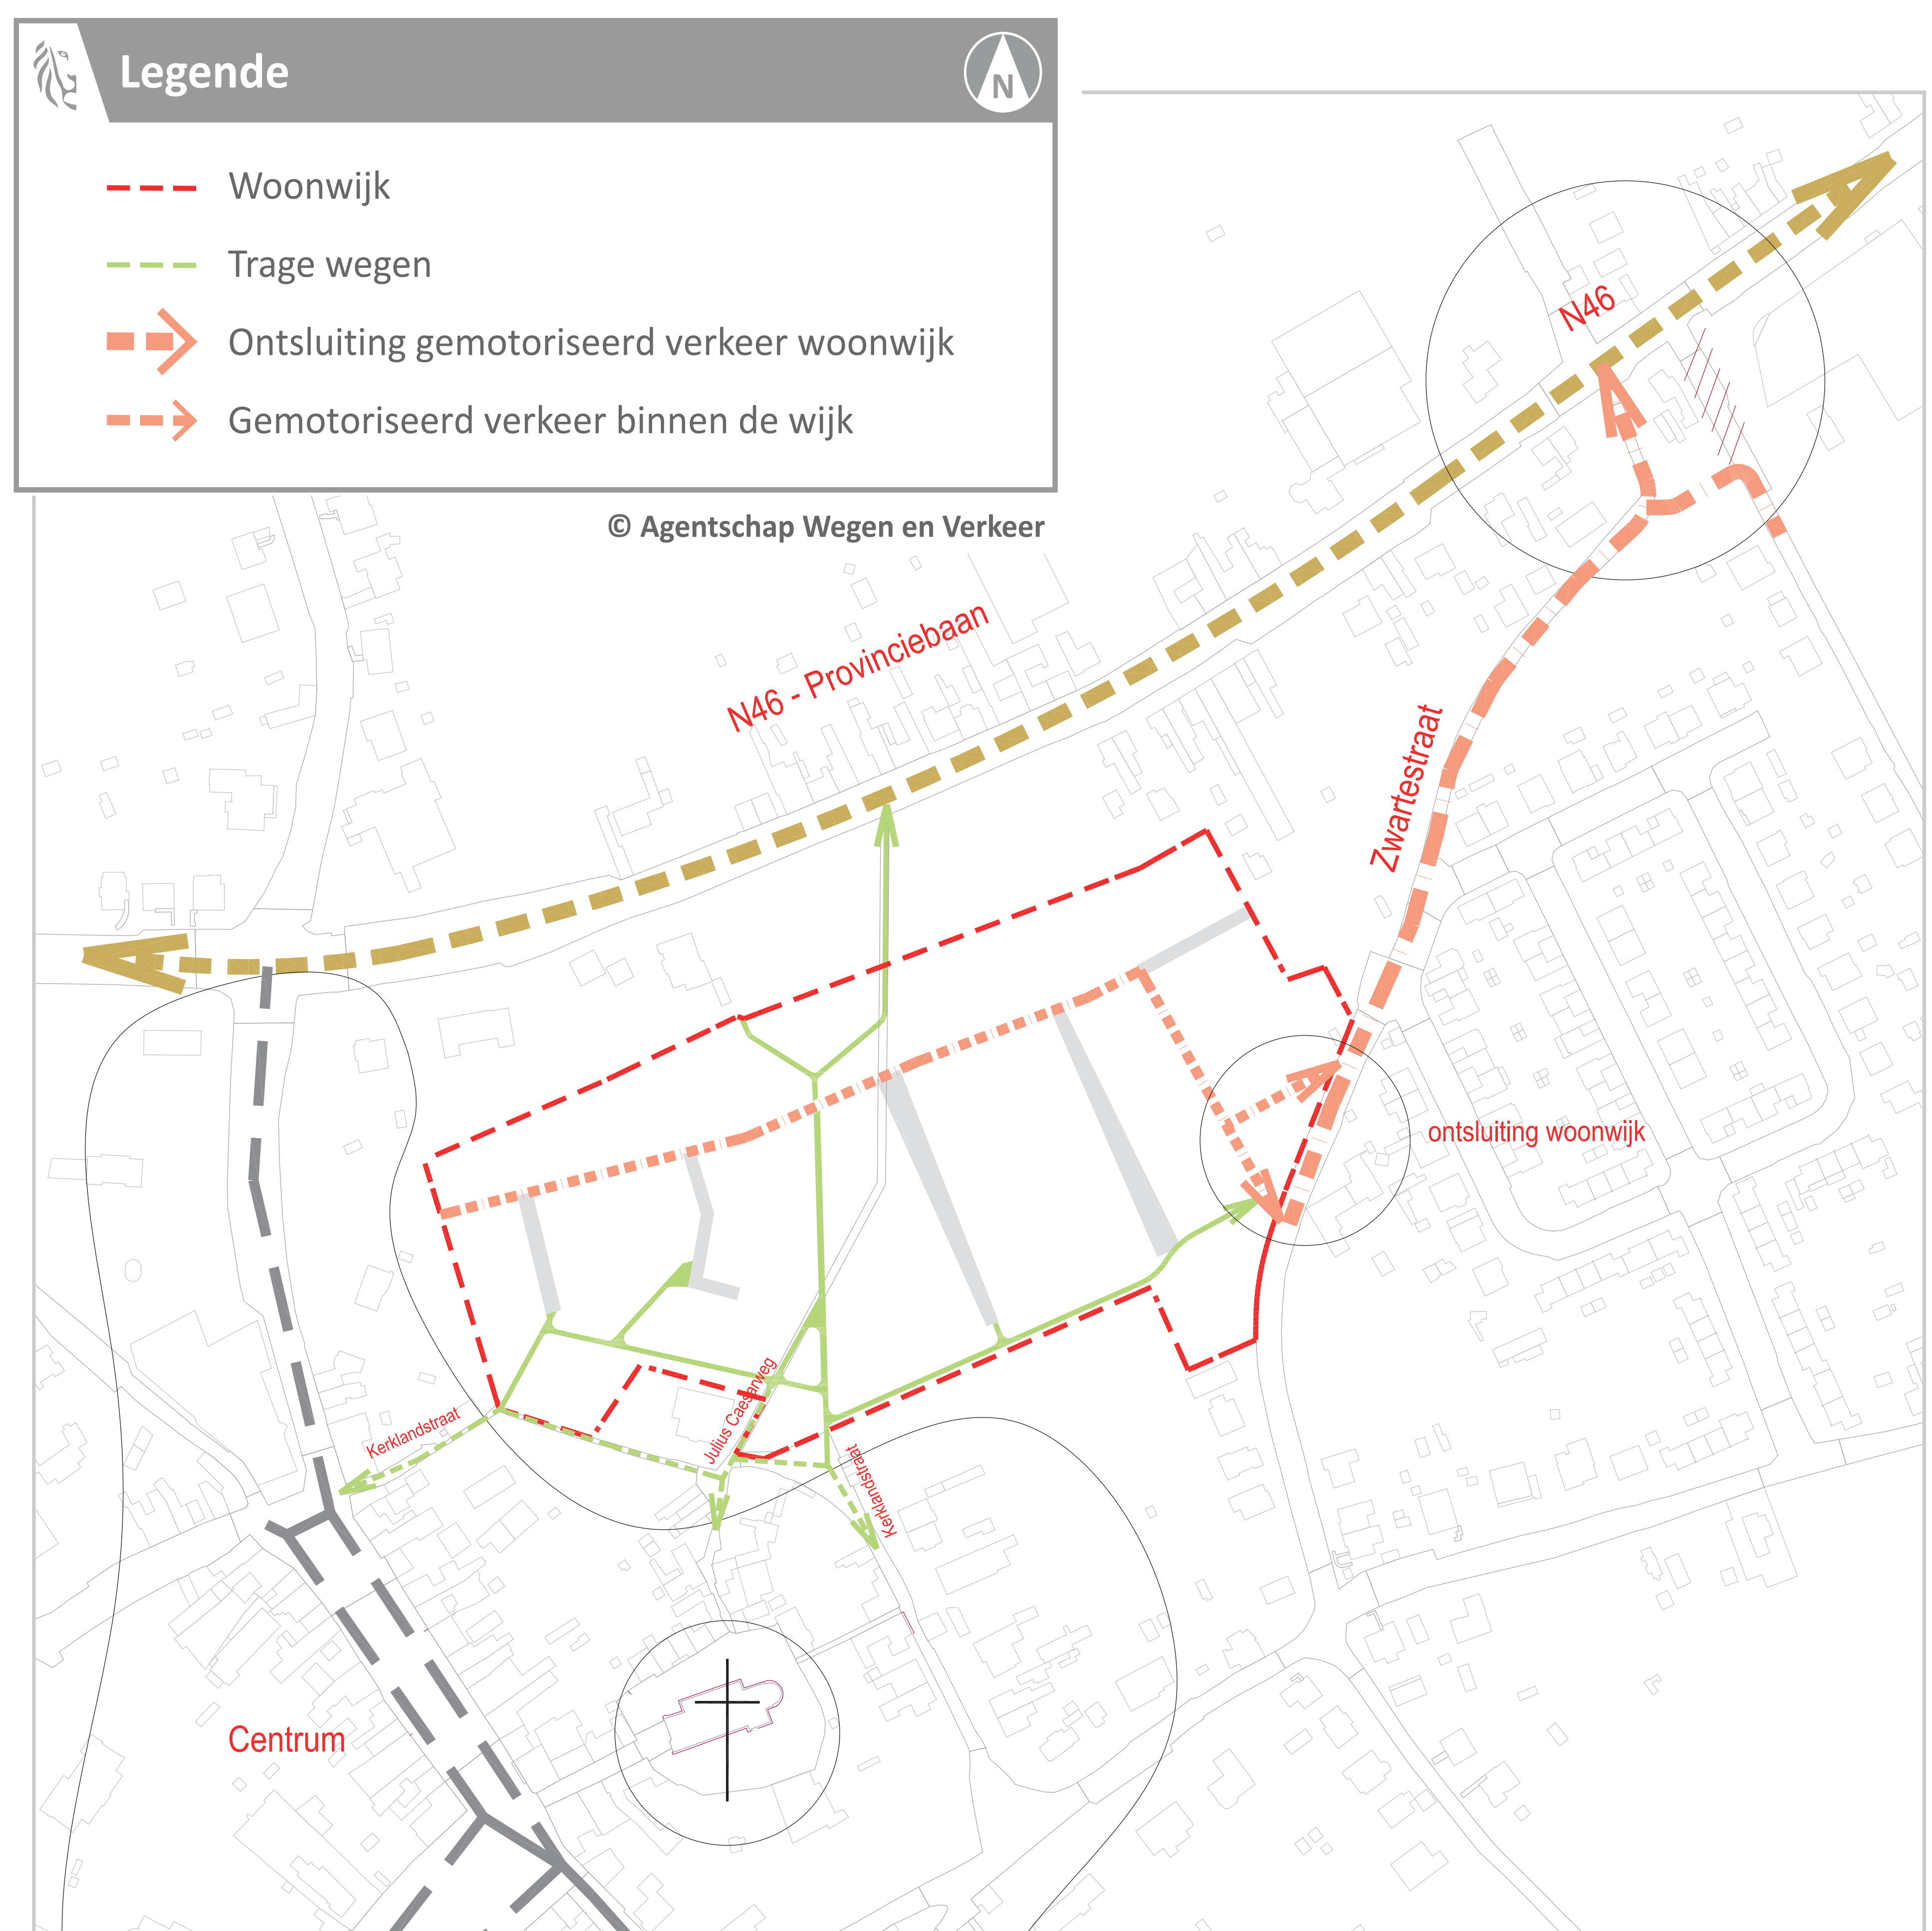 Legende
N
Woonwijk
Trage wegen
Ontsluiting gemotoriseerd verkeer woonwijk
Gemotoriseerd verkeer binnen de wijk
© Agentschap Wegen en Verkeer
N46
N46 - Provinciebaan
Zwartestraat
ontsluiting woonwijk
Julius Caesarweg
Kerklandstraat
Kerklandstraat
Centrum